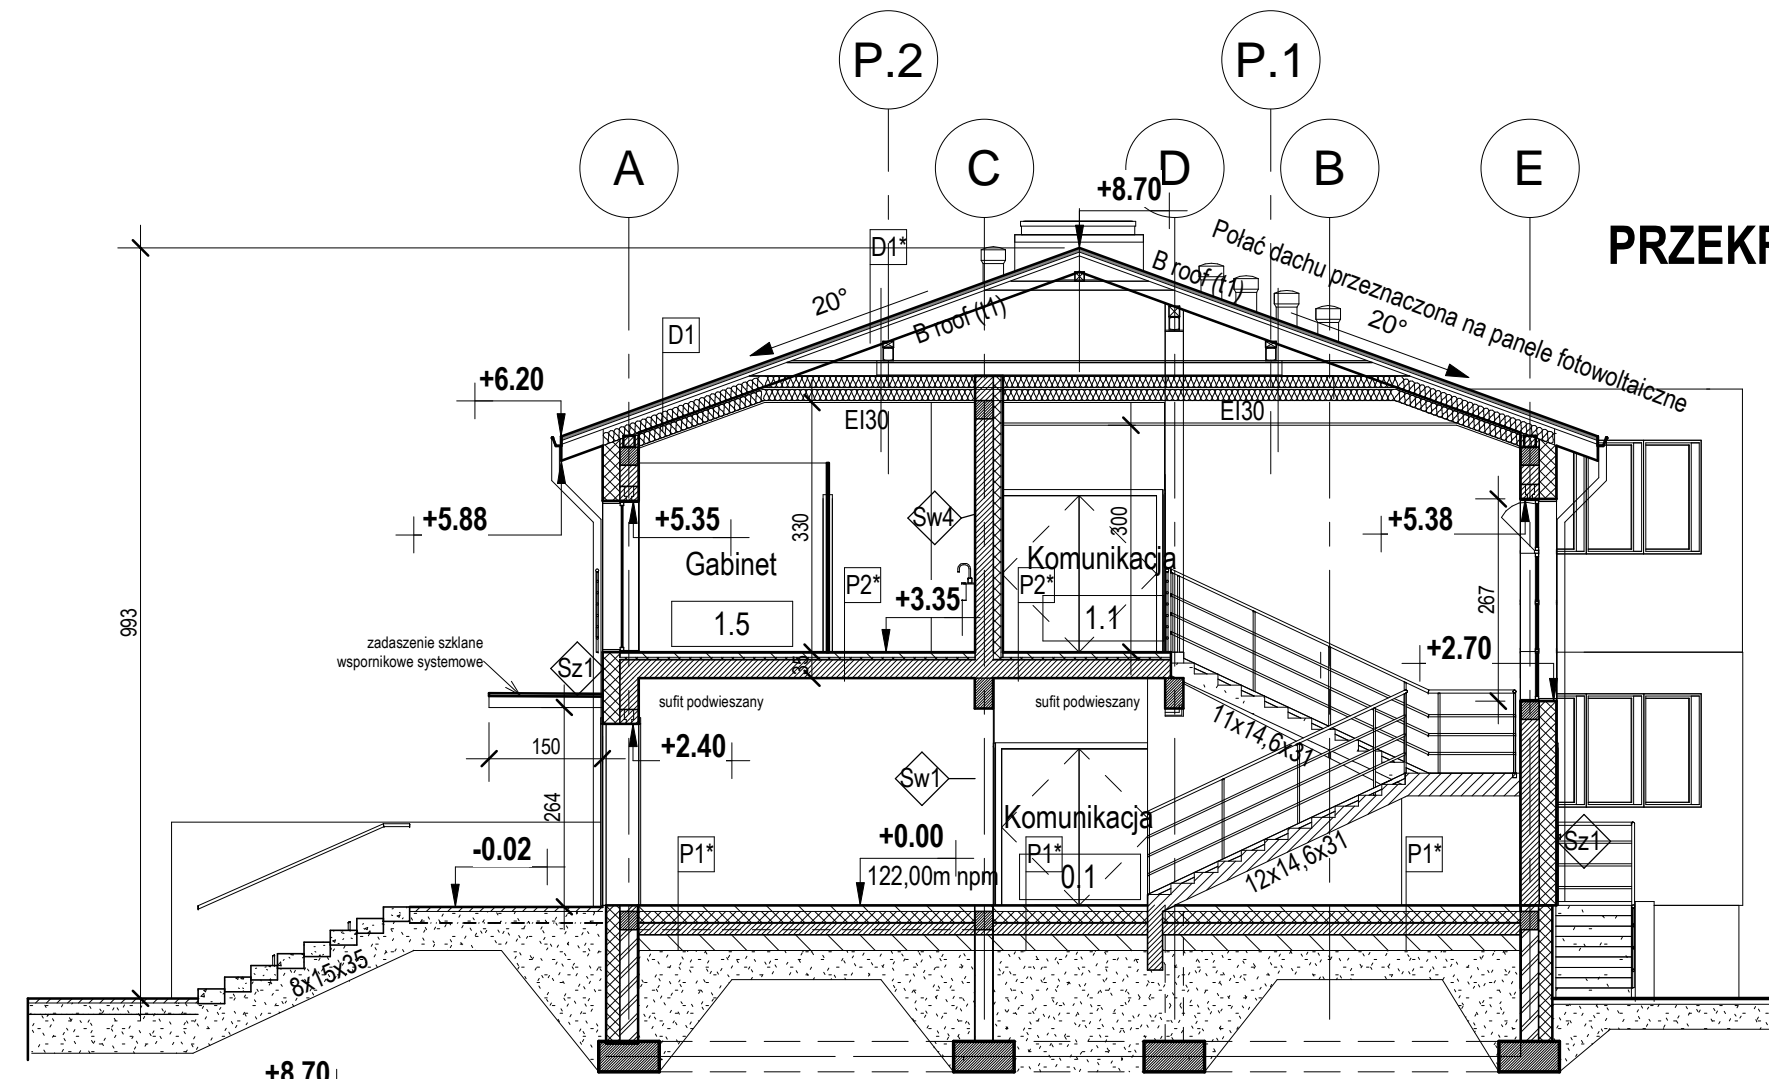 P.2
P.1
A
C
D
B
E
+8.70
PRZEKR
Połać dachu przeznaczona na panele fotowoltaiczne
D1*
B roof (t1)
20°
B roof (t1)
20°
D1
+6.20
EI30
EI30
+5.88
+5.35
330
Sw4
300
+5.38
Gabinet
Komunikacja
993
P2*
P2*
+3.35
267
1.5
1.1
zadaszenie szklane
wspornikowe systemowe
Sz1
35
+2.70
sufit podwieszany
sufit podwieszany
11x14,6x31
150
+2.40
Sw1
264
Komunikacja
-0.02
+0.00
P1*
P1*
P1*
Sz1
122,00m npm
0.1
12x14,6x31
8x15x35
+8.70